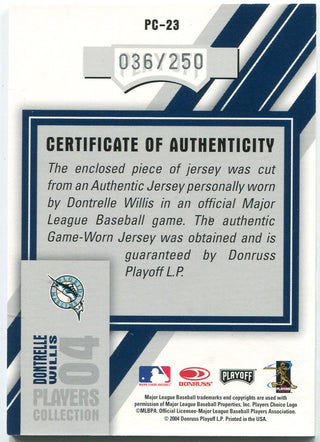 PC-23
PLAYOFF
036/250
CERTIFICATE OF AUTHENTICITY
The enclosed piece of jersey was cut
from an Authentic Jersey personally worn
by Dontrelle Willis in an official Major
League Baseball game. The authentic
Game-Worn Jersey was obtained and is
guaranteed by Donruss
Playoff L.P.
DONTRELLE
WILLIS
PLAYERS
COLLECTION
04
DONRUSS
PLAYOFF
Major League Baseball trademarks and copyrights are used with
permission of Major League Baseball Properties, Inc. Players Choice Logo
©MLBPA. Official Licensee-Major League Baseball Players Association.
© 2004 Donruss Playoff L.P. Printed in the USA.